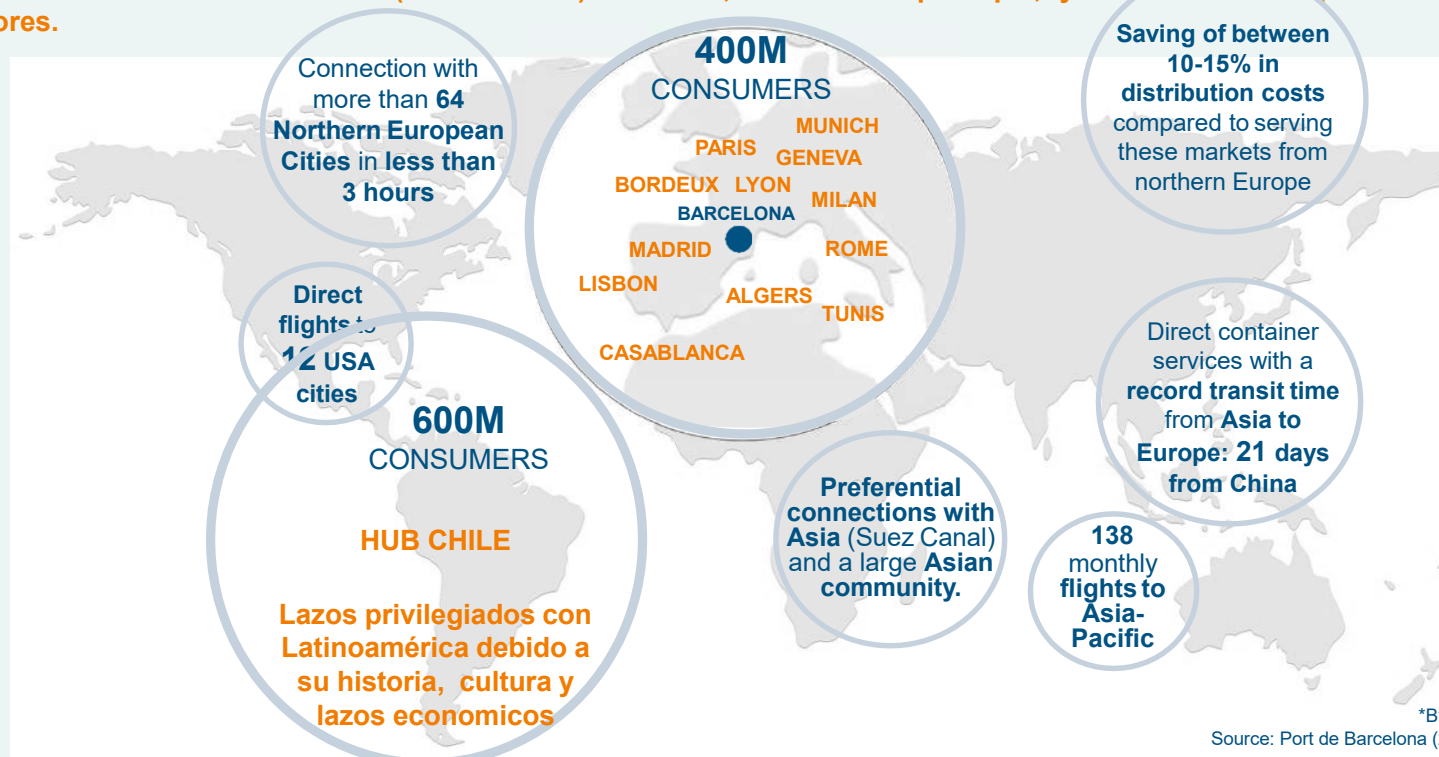 ores.
Connection with
more than 64
Northern European
Cities in less than
3 hours
400M
CONSUMERS
MUNICH
PARIS
GENEVA
BORDEUX LYON
MILAN
BARCELONA
MADRID
ROME
LISBON
ALGERS
TUNIS
CASABLANCA
Saving of between
10-15% in
distribution costs
compared to serving
these markets from
northern Europe
Direct
flights to
12 USA
cities
600M
CONSUMERS
HUB CHILE
Lazos privilegiados con
Latinoamérica debido a
su historia, cultura y
lazos economicos
Preferential
connections with
Asia (Suez Canal)
and a large Asian
community.
Direct container
services with a
record transit time
from Asia to
Europe: 21 days
from China
138
monthly
flights to
Asia-
Pacific
*B
Source: Port de Barcelona (